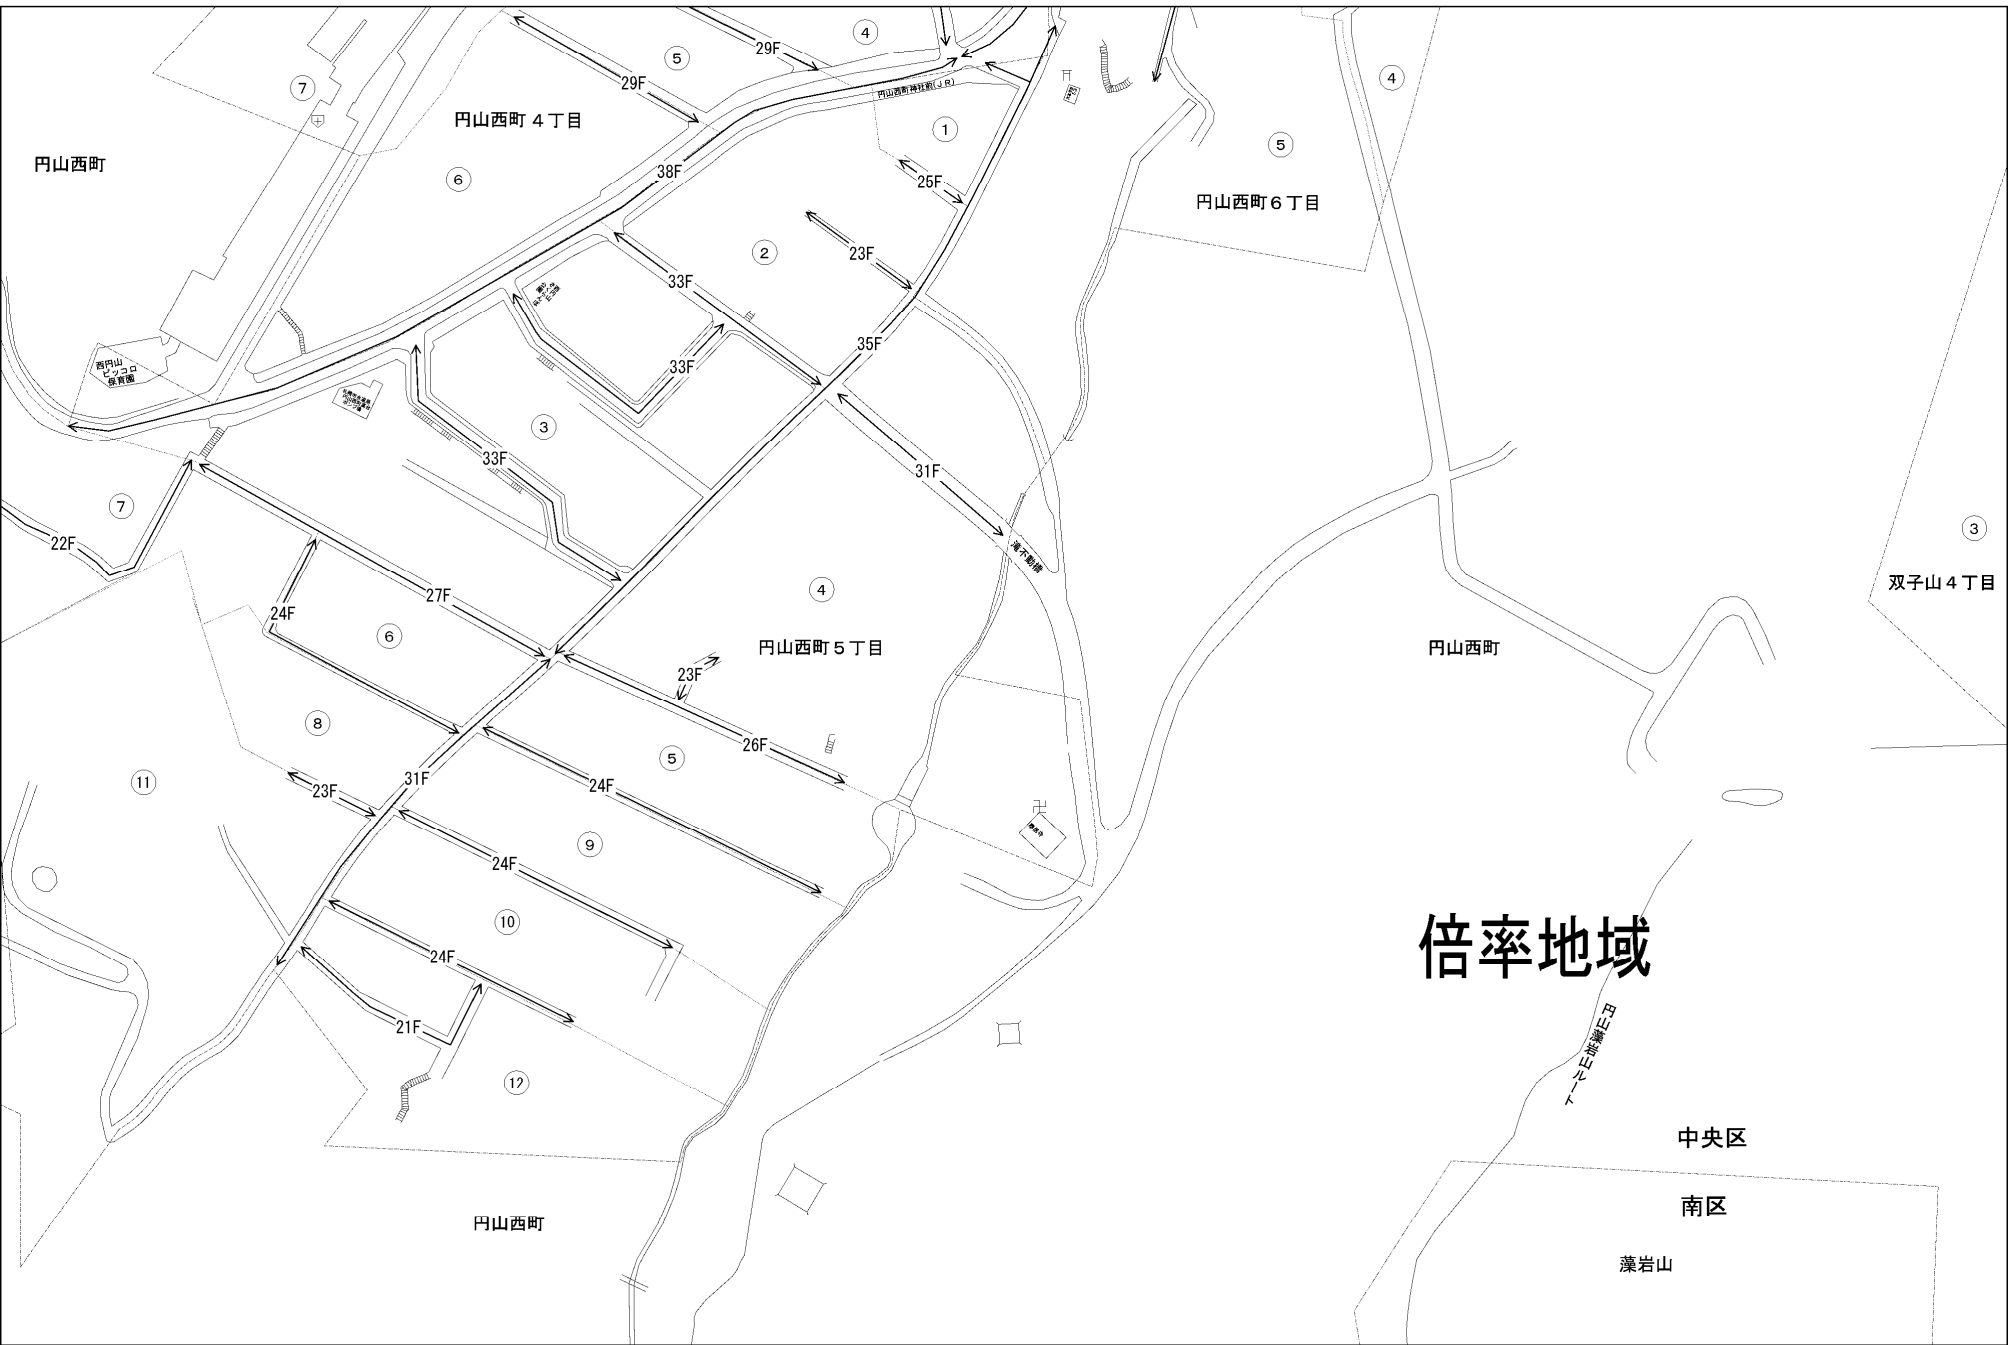 29F
④
⑤
29F
⑦
④
円山西町神社前(JR)
円山西町４丁目
①
⑤
円山西町
38F
⑥
25F
円山西町６丁目
②
23F
33F
35F
33F
西円山
ピッコロ
保育園
③
33F
31F
⑦
22F
③
滝不動橋
双子山４丁目
27F
④
24F
⑥
円山西町５丁目
円山西町
23F
⑧
26F
⑤
31F
24F
⑪
23F
⑨
24F
⑩
24F
倍率地域
21F
円山藻岩山ルート
⑫
中央区
南区
円山西町
藻岩山